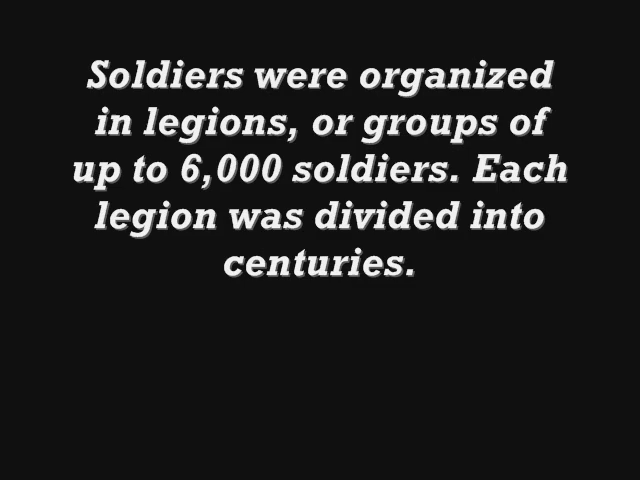 Soldiers were organized
in legions, or groups of
up to 6,000 soldiers. Each
legion was divided into
centuries.